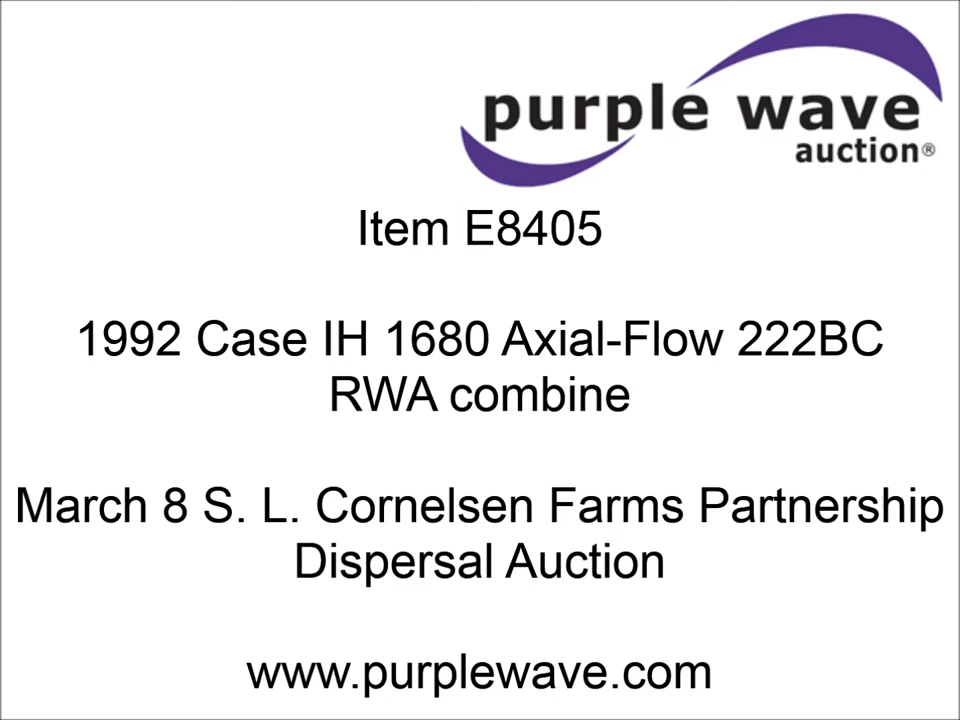 purple wave
auction®
Item E8405
1992 Case IH 1680 Axial-Flow 222BC
RWA combine
March 8 S. L. Cornelsen Farms Partnership
Dispersal Auction
www.purplewave.com